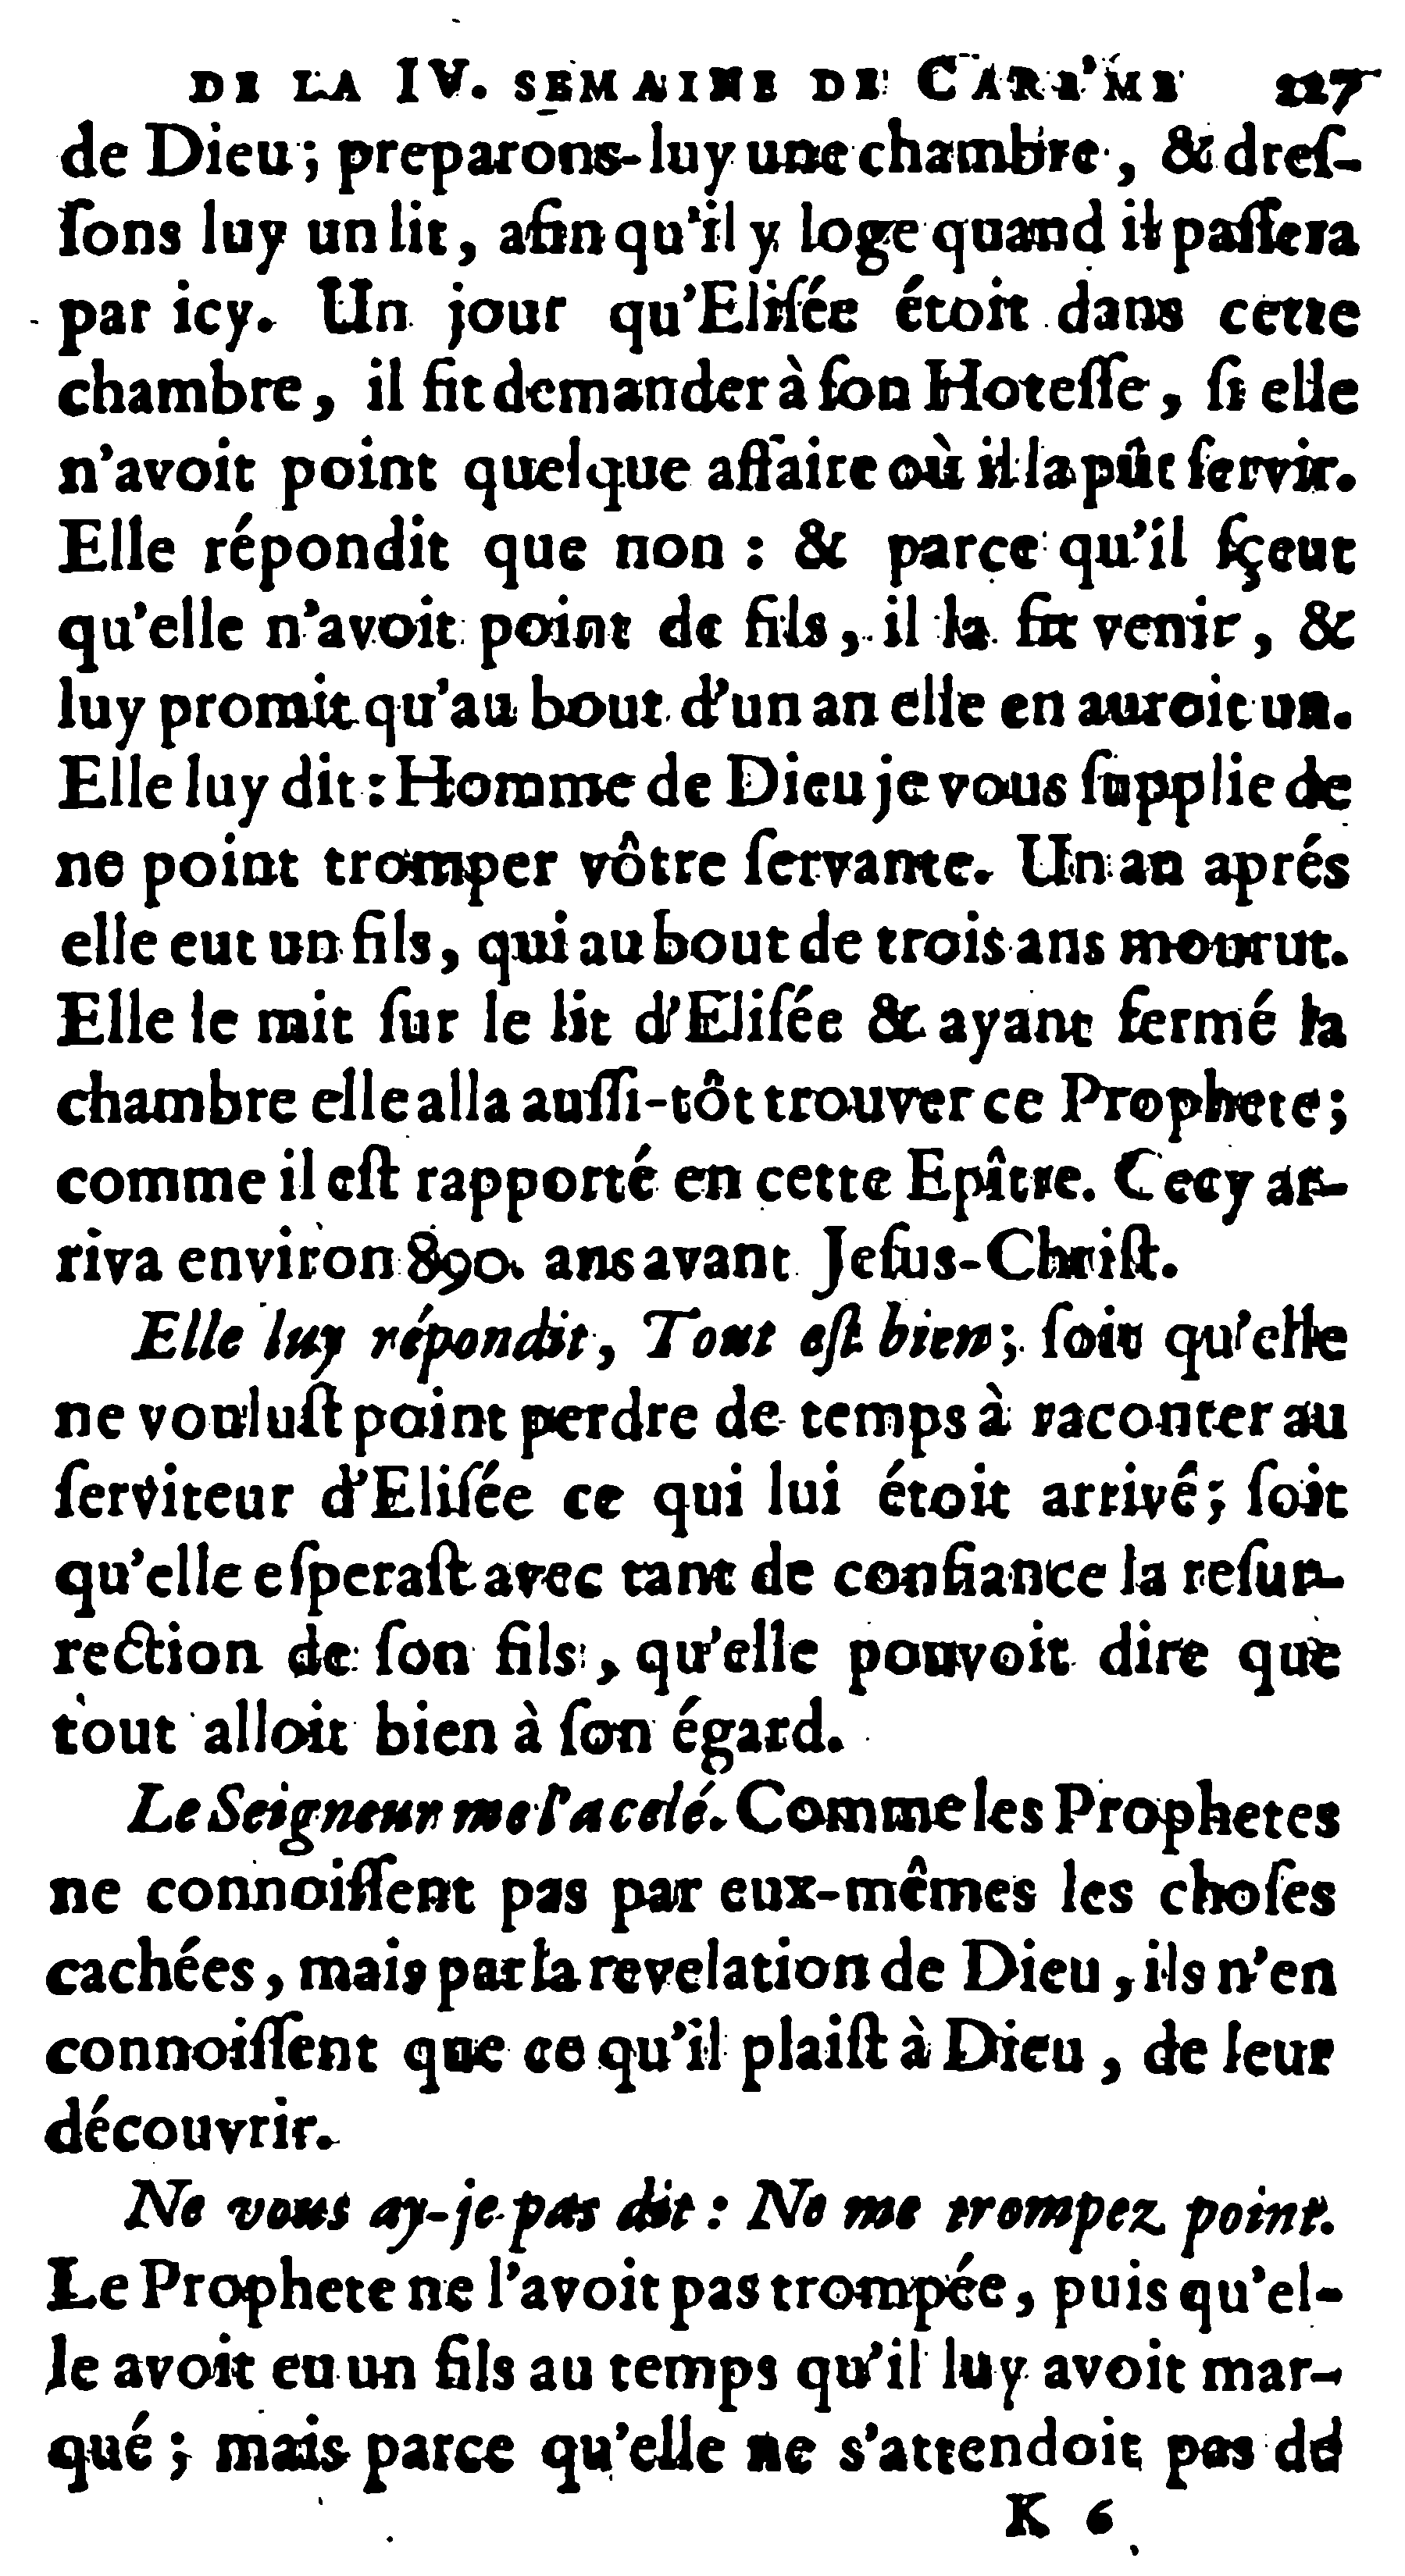 DE LA IV. SEMAINE DE CARE'ME 227
de Dieu; preparons-luy une chambre, & dreſ-
ſons luy un lit, afin qu'il y loge quand il paſſera
par icy. Un jour qu'Eliſée étoit dans cette
chambre, il fit demander à ſon Hoteſſe, ſi elle
n'avoit point quelque affaire où il la pût ſervir.
Elle répondit que non : & parce qu'il ſçeut
qu'elle n'avoit point de fils, il la fit venir, &
luy promit qu'au bout d'un an elle en auroit un.
Elle luy dit : Homme de Dieu je vous ſupplie de
ne point tromper vôtre ſervante. Un an aprés
elle eut un fils, qui au bout de trois ans mourut.
Elle le mit ſur le lit d'Eliſée & ayant fermé la
chambre elle alla auſſi-tôt trouver ce Prophete;
comme il eſt rapporté en cette Epître. Cecy ar-
riva environ 890. ans avant Jeſus-Chriſt.
Elle luy répondit, Tout eſt bien; ſoit qu'elle
ne vouluſt point perdre de temps à raconter au
ſerviteur d'Eliſée ce qui lui étoit arrivé; ſoit
qu'elle eſperaſt avec tant de confiance la reſur-
rection de ſon fils, qu'elle pouvoit dire que
tout alloit bien à ſon égard.
Le Seigneur me l'a celé. Comme les Prophetes
ne connoiſſent pas par eux-mêmes les choſes
cachées, mais par la revelation de Dieu, ils n'en
connoiſſent que ce qu'il plaiſt à Dieu, de leur
découvrir.
Ne vous ay-je pas dit : Ne me trompez point.
Le Prophete ne l'avoit pas trompée, puis qu'el-
le avoit eu un fils au temps qu'il luy avoit mar-
qué; mais parce qu'elle ne s'attendoit pas de
K 6